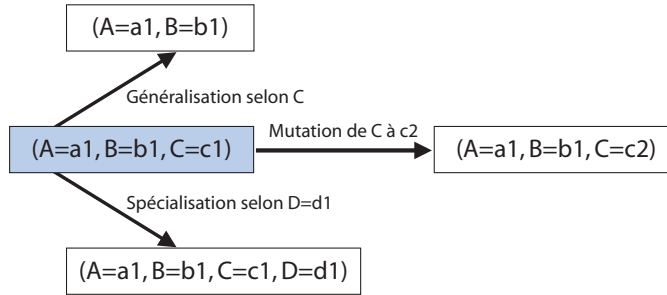 (A=a1, B=b1)
Généralisation selon C
Mutation de C à c2
(A=a1, B=b1, C=c1)
(A=a1, B=b1, C=c2)
Spécialisation selon D=d1
(A=a1, B=b1, C=c1, D=d1)